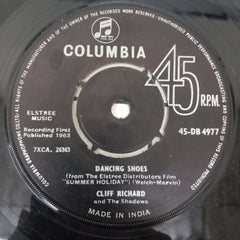 COLUMBIA
45 R.P.M.
ELSTREE
MUSIC
45-DB 4977
Recording First
Published 1963
7XCA. 26363
DANCING SHOES
(from The Elstree Distributors Film
"SUMMER HOLIDAY") (Welch-Marvin)
CLIFF RICHARD
and The Shadows
MADE IN INDIA